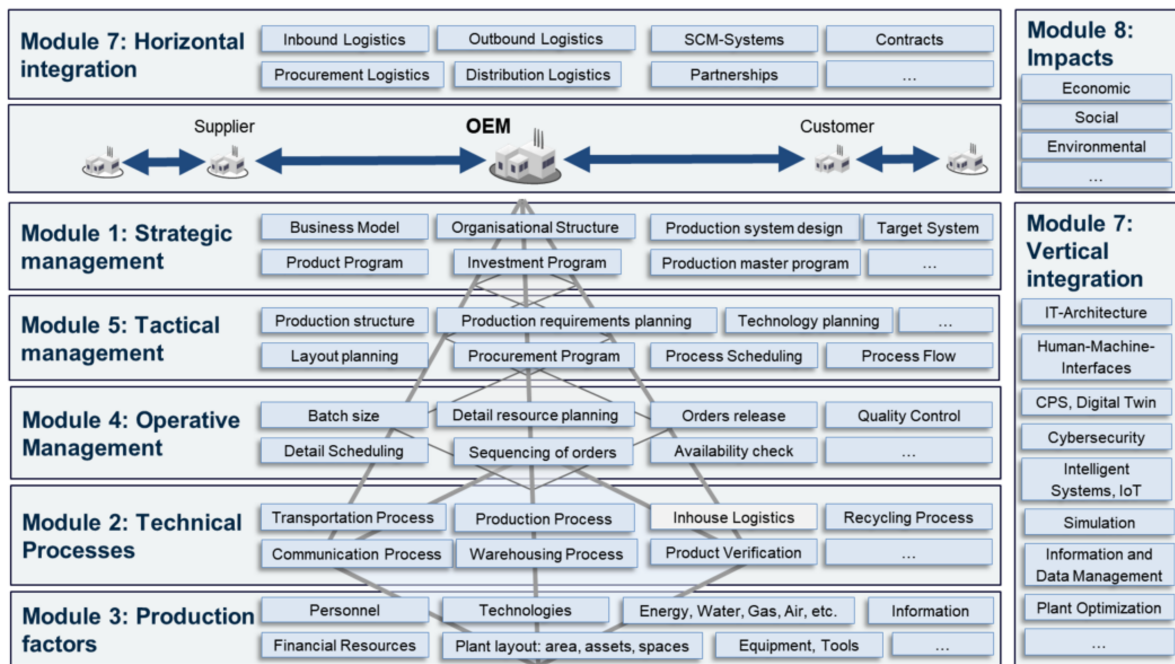 Module 7: Horizontal
integration
Inbound Logistics
Outbound Logistics
SCM-Systems
Contracts
Procurement Logistics
Distribution Logistics
Partnerships
...
Supplier
OEM
Customer
Module 1: Strategic
management
Business Model
Organisational Structure
Production system design
Target System
Product Program
Investment Program
Production master program
...
Module 5: Tactical
management
Production structure
Production requirements planning
Technology planning
...
Layout planning
Procurement Program
Process Scheduling
Process Flow
Module 4: Operative
Management
Batch size
Detail resource planning
Orders release
Quality Control
Detail Scheduling
Sequencing of orders
Availability check
...
Module 2: Technical
Processes
Transportation Process
Production Process
Inhouse Logistics
Recycling Process
Communication Process
Warehousing Process
Product Verification
...
Module 3: Production
factors
Personnel
Technologies
Energy, Water, Gas, Air, etc.
Information
Financial Resources
Plant layout: area, assets, spaces
Equipment, Tools
...
Module 8:
Impacts
Economic
Social
Environmental
...
Module 7:
Vertical
integration
IT-Architecture
Human-Machine-
Interfaces
CPS, Digital Twin
Cybersecurity
Intelligent
Systems, IoT
Simulation
Information and
Data Management
Plant Optimization
...